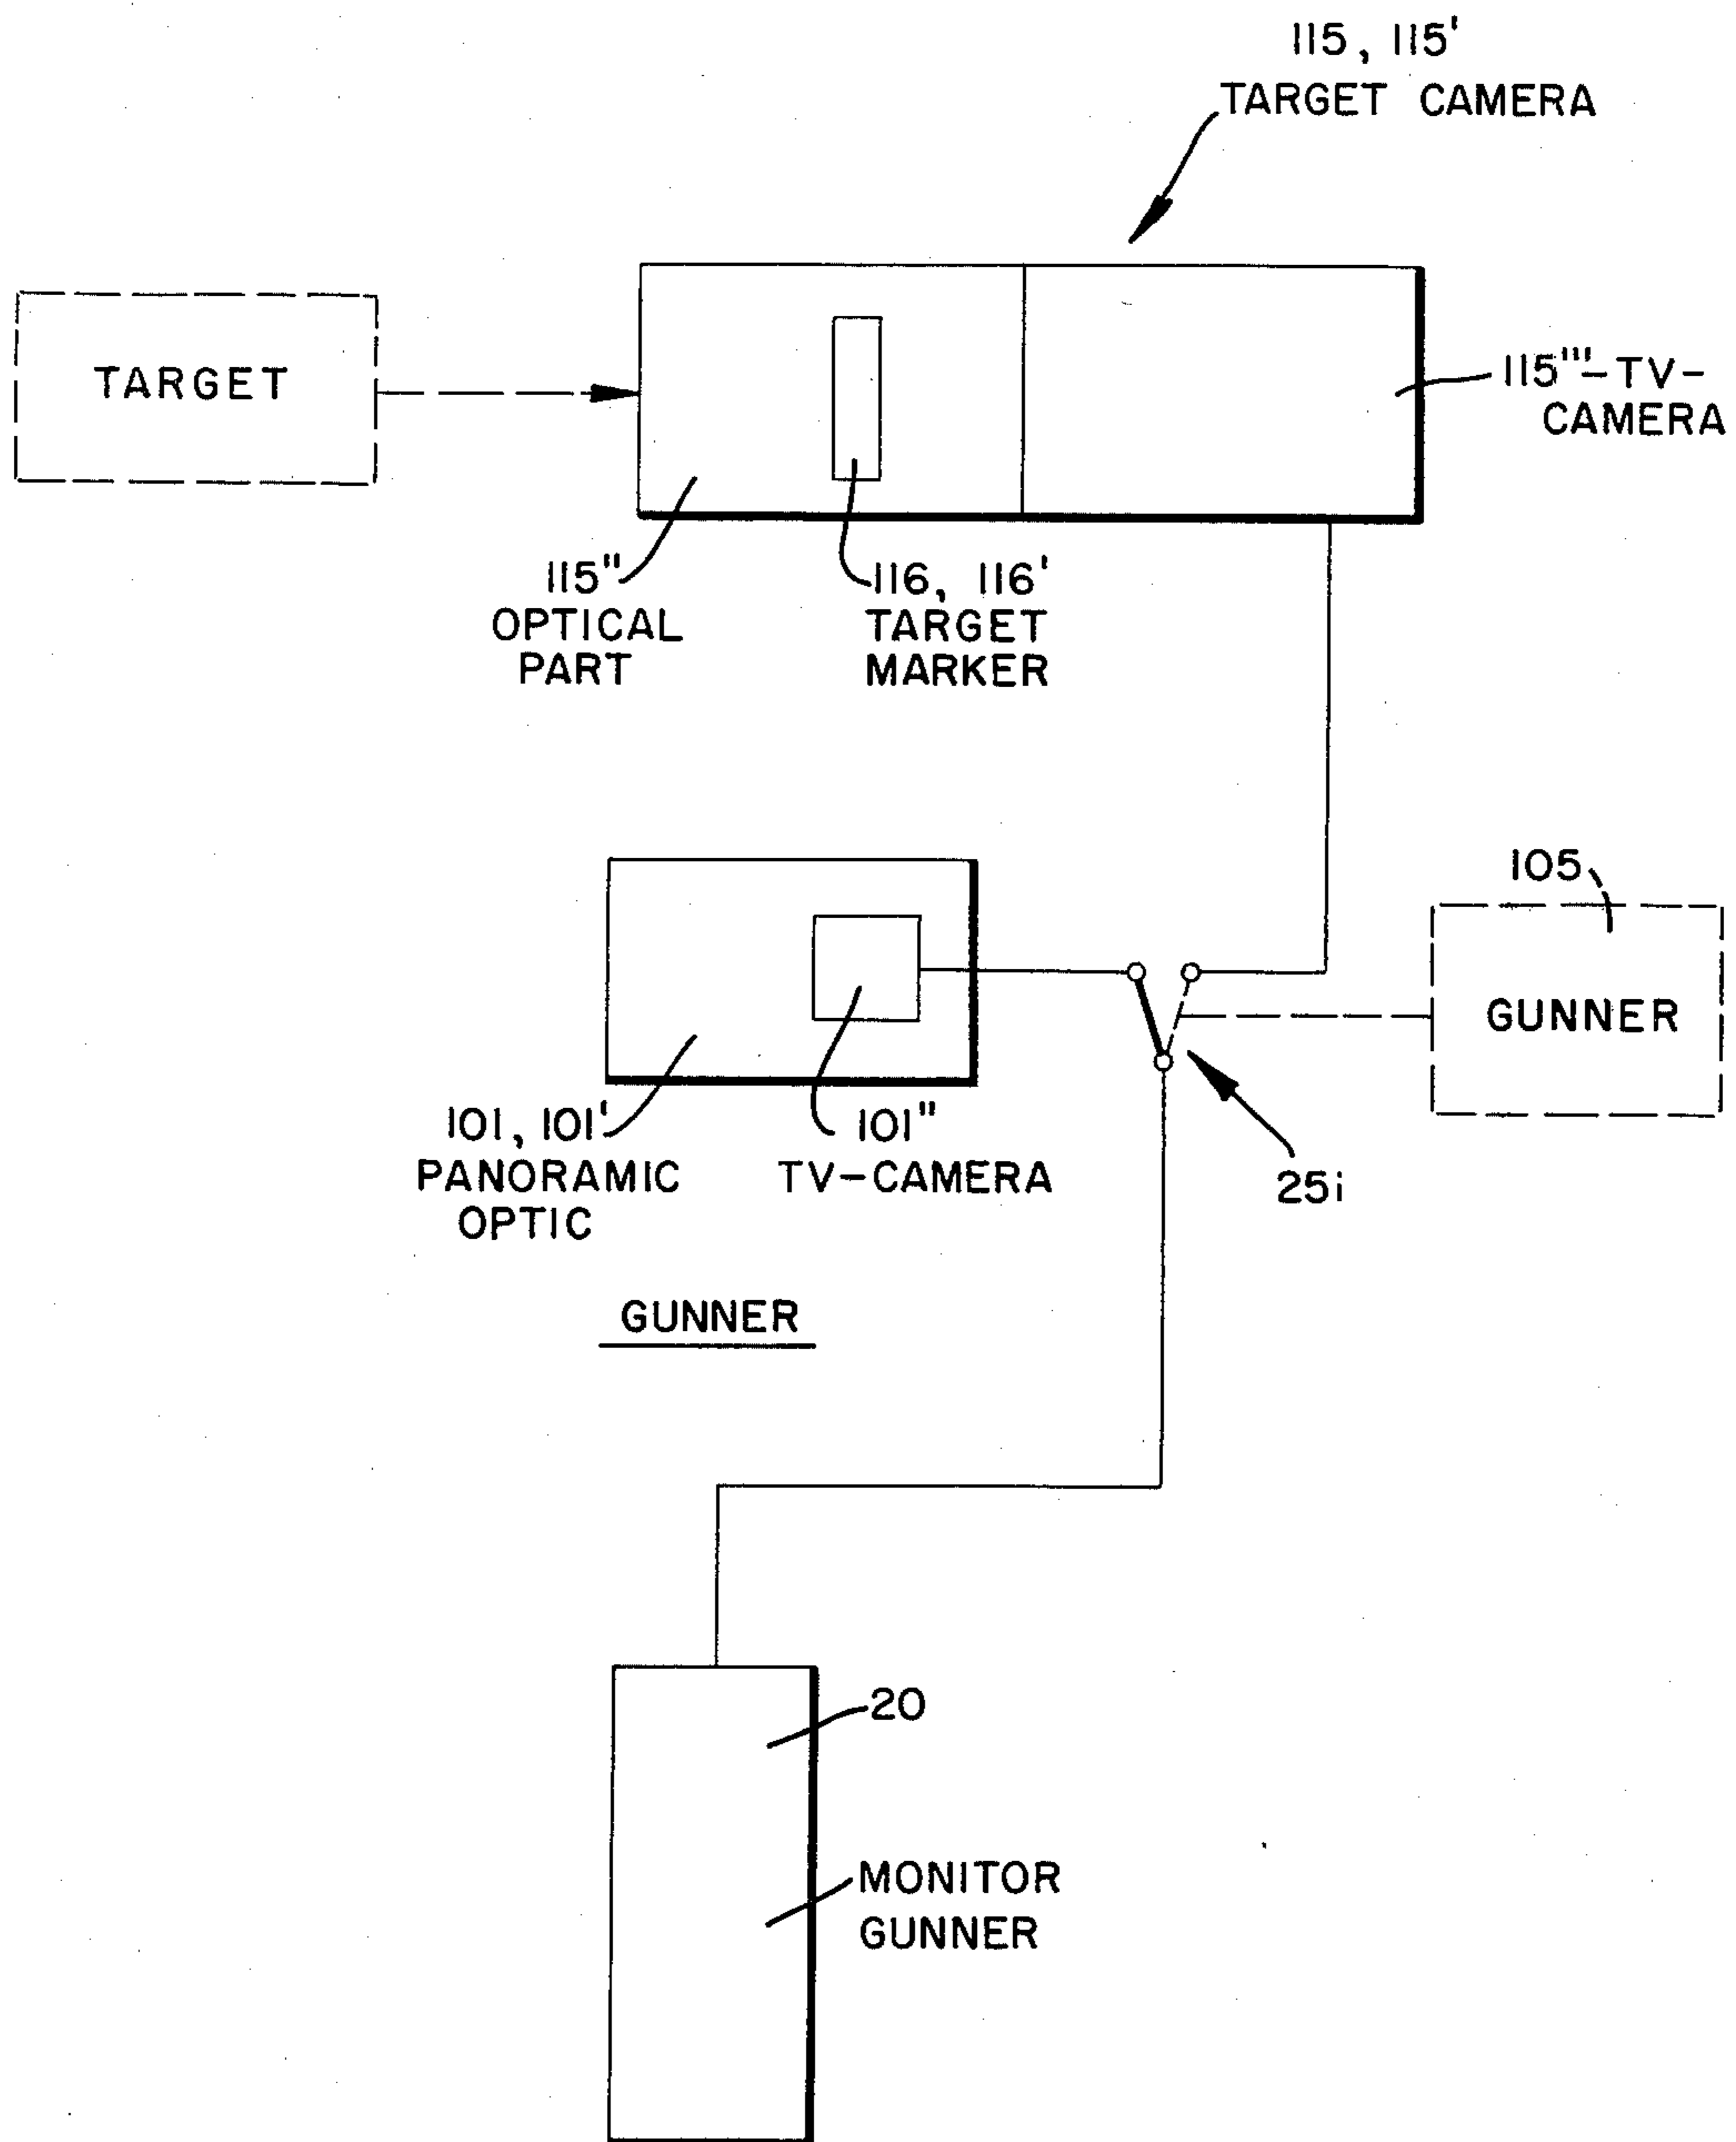 115, 115'
TARGET CAMERA
TARGET
115'''-TV-
CAMERA
115"
OPTICAL
PART
116, 116'
TARGET
MARKER
105
GUNNER
101, 101'
PANORAMIC
OPTIC
101"
TV-CAMERA
25i
GUNNER
20
MONITOR
GUNNER